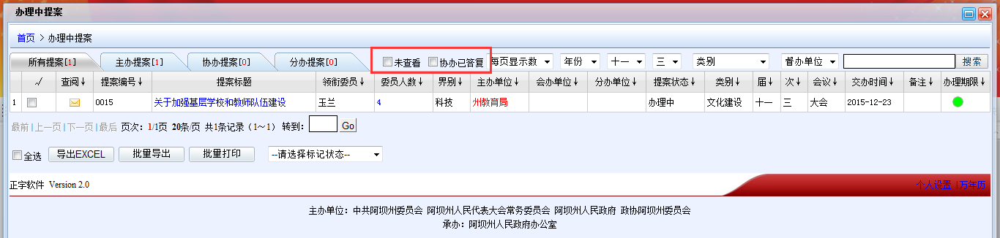 办理中提案
首页 > 办理中提案
所有提案[1] 主办提案[1] 协办提案[0] 分办提案[0] 未查看 协办已答复 每页显示数 年份 十一 三 类别 督办单位 搜索
√ 查阅↓ 提案编号↓ 提案标题 领衔委员↓ 委员人数↓ 界别↓ 主办单位↓ 会办单位↓ 分办单位↓ 提案状态↓ 类别↓ 届↓ 次↓ 会议↓ 交办时间↓ 备注↓ 办理期限↓
1 0015 关于加强基层学校和教师队伍建设 玉兰 4 科技 州教育局 办理中 文化建设 十一 三 大会 2015-12-23
最前 | 上一页 | 下一页 | 最后 页次：1/1页 20条/页 共1条记录（1～1） 转到： Go
全选 导出EXCEL 批量导出 批量打印 --请选择标记状态--
正宇软件 Version 2.0 个人设置 | 万年历
主办单位：中共阿坝州委员会 阿坝州人民代表大会常务委员会 阿坝州人民政府 政协阿坝州委员会
承办：阿坝州人民政府办公室